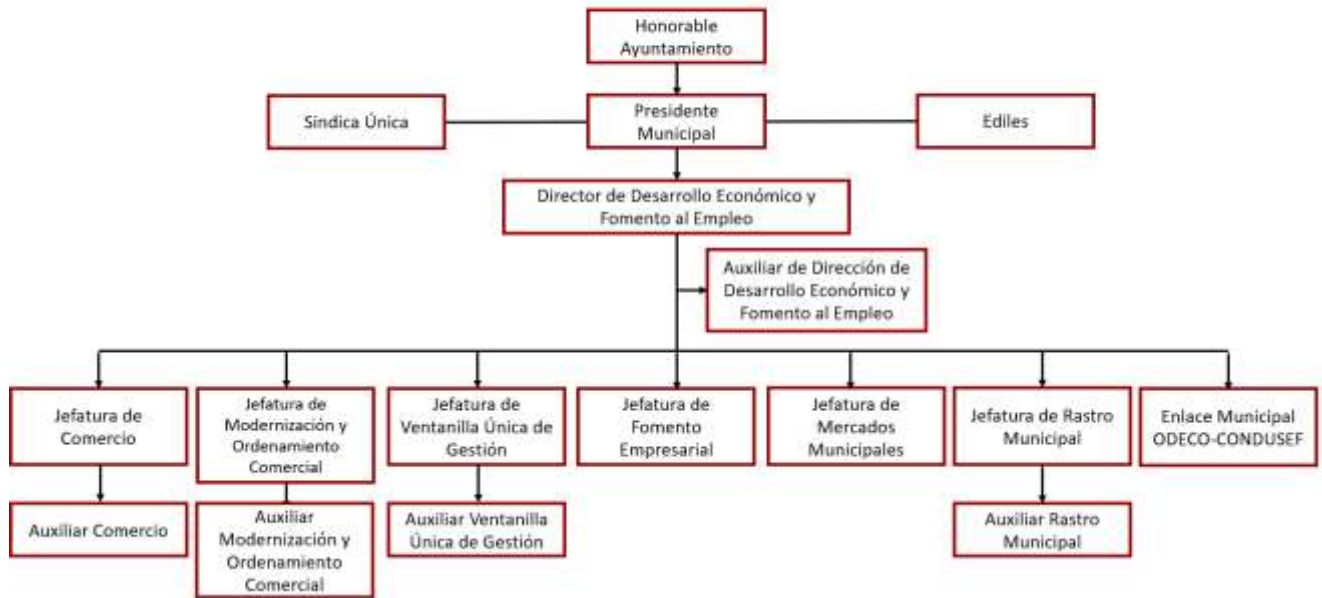 Honorable
Ayuntamiento
Sindica Única
Presidente
Municipal
Ediles
Director de Desarrollo Económico y
Fomento al Empleo
Auxiliar de Dirección de
Desarrollo Económico y
Fomento al Empleo
Jefatura de
Comercio
Jefatura de
Modernización y
Ordenamiento
Comercial
Jefatura de
Ventanilla Única de
Gestión
Jefatura de
Fomento
Empresarial
Jefatura de
Mercados
Municipales
Jefatura de Rastro
Municipal
Enlace Municipal
ODECO-CONDUSEF
Auxiliar Comercio
Auxiliar
Modernización y
Ordenamiento
Comercial
Auxiliar Ventanilla
Única de Gestión
Auxiliar Rastro
Municipal